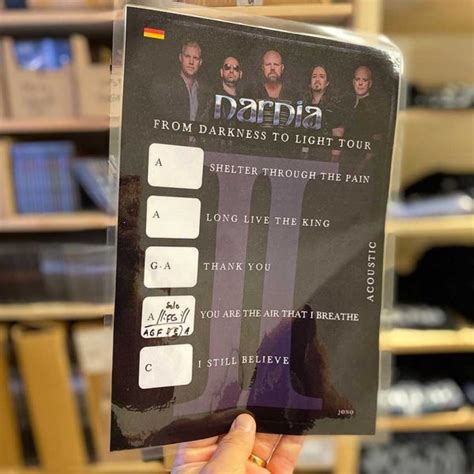 NARNIA
FROM DARKNESS TO LIGHT TOUR
A SHELTER THROUGH THE PAIN
A LONG LIVE THE KING
G-A THANK YOU
Solo
A YOU ARE THE AIR THAT I BREATHE
C I STILL BELIEVE
ACOUSTIC
II